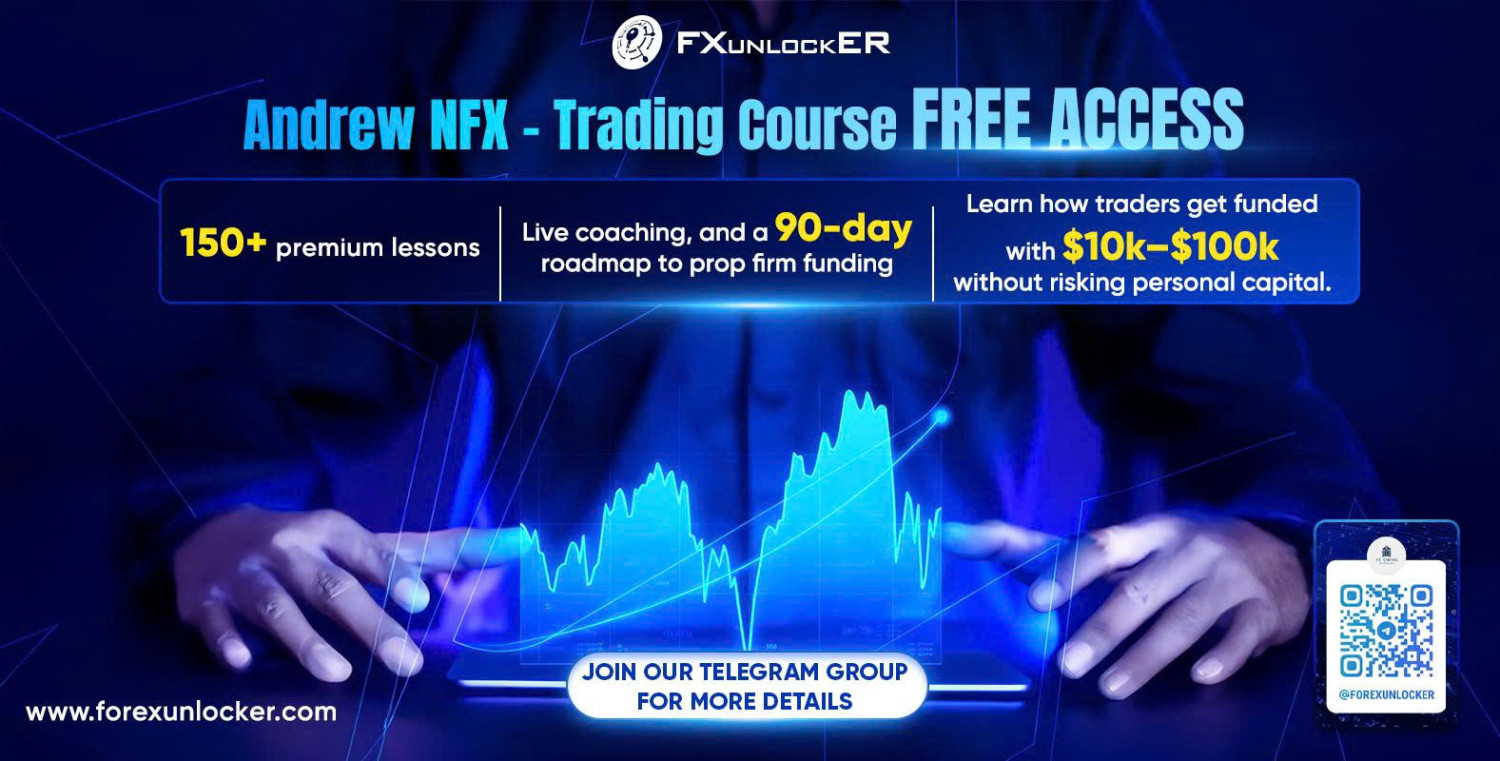 FXUNLOCKER
Andrew NFX - Trading Course FREE ACCESS
150+ premium lessons
Live coaching, and a 90-day
roadmap to prop firm funding
Learn how traders get funded
with $10k–$100k
without risking personal capital.
JOIN OUR TELEGRAM GROUP
FOR MORE DETAILS
www.forexunlocker.com
@FOREXUNLOCKER